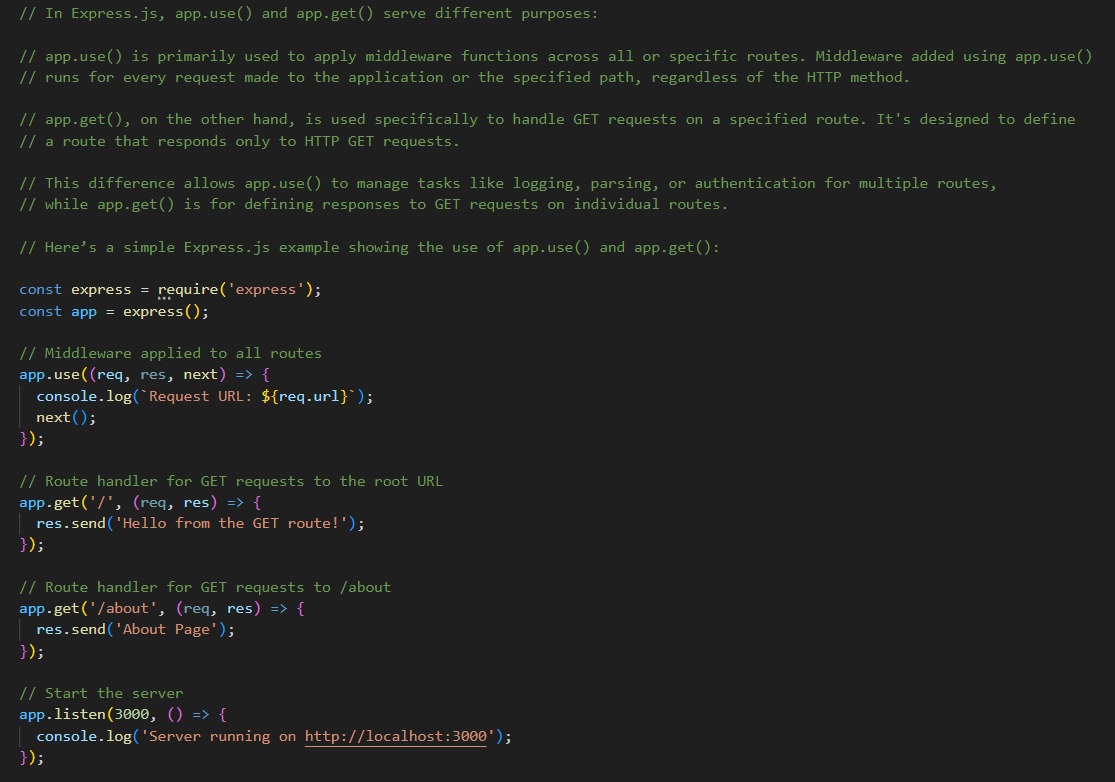 // In Express.js, app.use() and app.get() serve different purposes:
// app.use() is primarily used to apply middleware functions across all or specific routes. Middleware added using app.use()
// runs for every request made to the application or the specified path, regardless of the HTTP method.
// app.get(), on the other hand, is used specifically to handle GET requests on a specified route. It's designed to define
// a route that responds only to HTTP GET requests.
// This difference allows app.use() to manage tasks like logging, parsing, or authentication for multiple routes,
// while app.get() is for defining responses to GET requests on individual routes.
// Here’s a simple Express.js example showing the use of app.use() and app.get():
const express = require('express');
const app = express();
// Middleware applied to all routes
app.use((req, res, next) => {
  console.log(`Request URL: ${req.url}`);
  next();
});
// Route handler for GET requests to the root URL
app.get('/', (req, res) => {
  res.send('Hello from the GET route!');
});
// Route handler for GET requests to /about
app.get('/about', (req, res) => {
  res.send('About Page');
});
// Start the server
app.listen(3000, () => {
  console.log('Server running on http://localhost:3000');
});